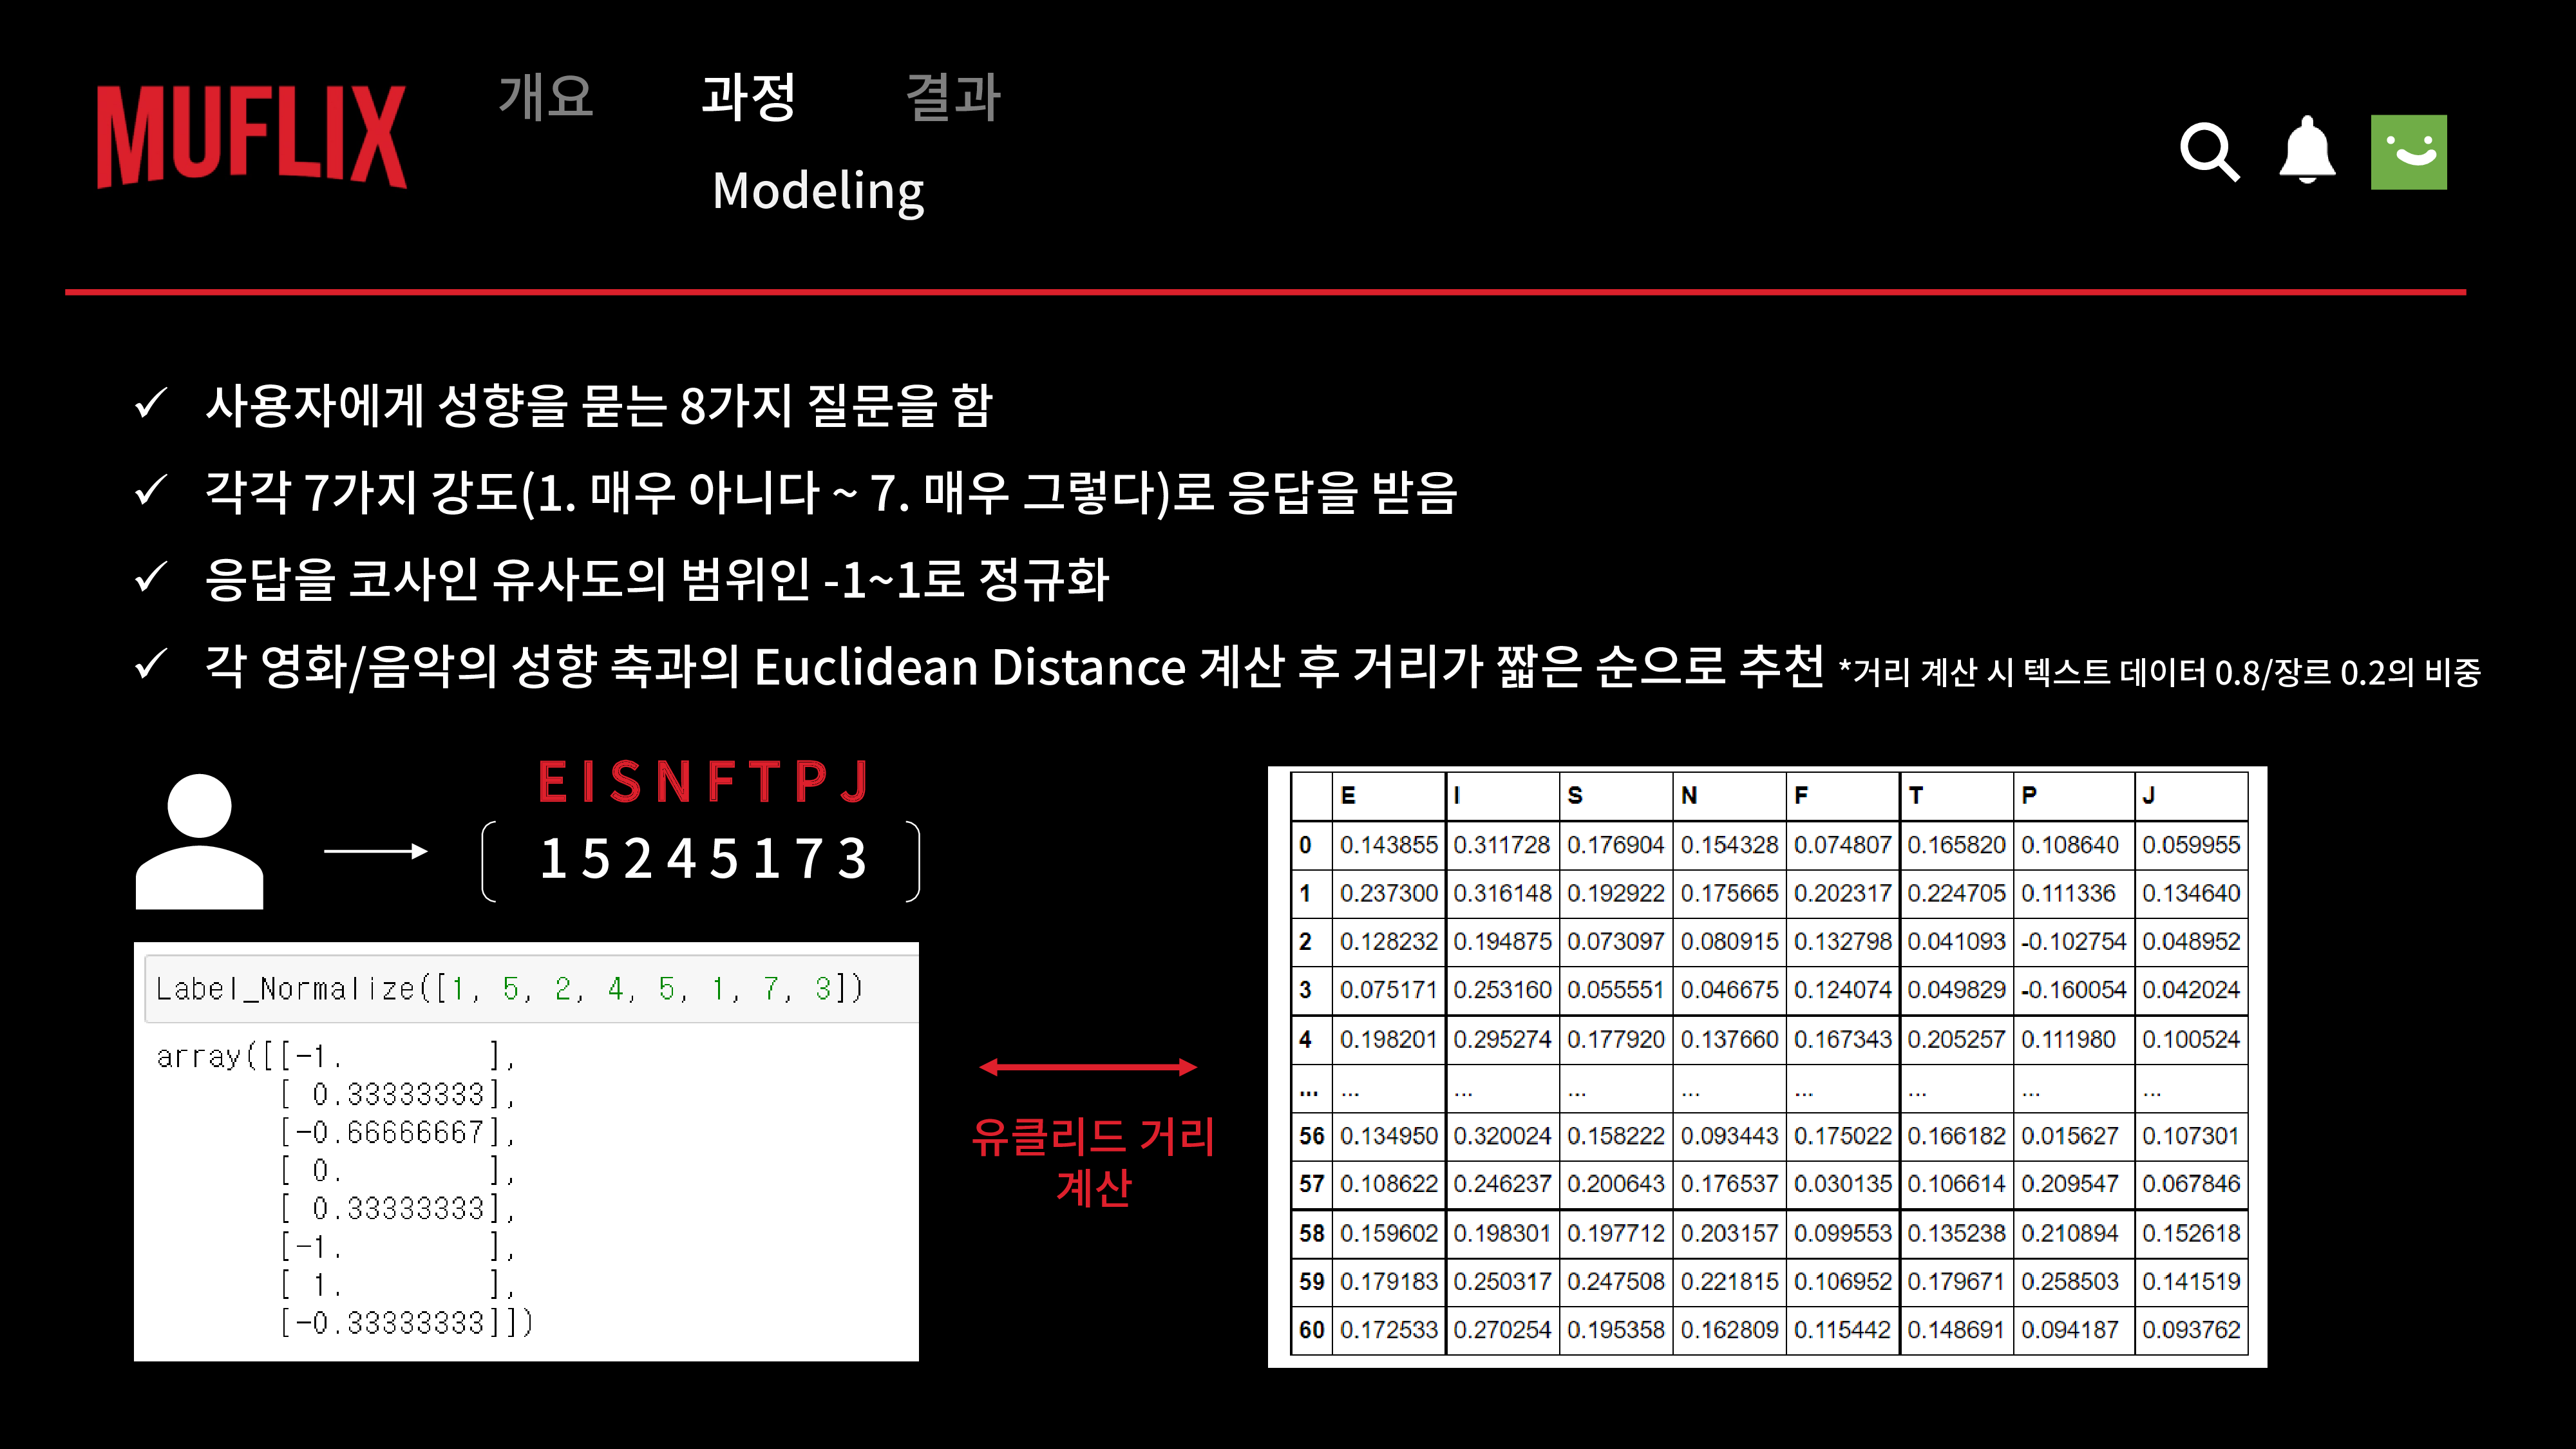 MUFLIX
개요 과정 결과
Modeling
✓ 사용자에게 성향을 묻는 8가지 질문을 함
✓ 각각 7가지 강도(1. 매우 아니다 ~ 7. 매우 그렇다)로 응답을 받음
✓ 응답을 코사인 유사도의 범위인 -1~1로 정규화
✓ 각 영화/음악의 성향 축과의 Euclidean Distance 계산 후 거리가 짧은 순으로 추천 *거리 계산 시 텍스트 데이터 0.8/장르 0.2의 비중
E I S N F T P J
1 5 2 4 5 1 7 3
Label_Normalize([1, 5, 2, 4, 5, 1, 7, 3])
array([[-1. ],
[ 0.33333333],
[-0.66666667],
[ 0. ],
[ 0.33333333],
[-1. ],
[ 1. ],
[-0.33333333]])
유클리드 거리
계산
E I S N F T P J
0 0.143855 0.311728 0.176904 0.154328 0.074807 0.165820 0.108640 0.059955
1 0.237300 0.316148 0.192922 0.175665 0.202317 0.224705 0.111336 0.134640
2 0.128232 0.194875 0.073097 0.080915 0.132798 0.041093 -0.102754 0.048952
3 0.075171 0.253160 0.055551 0.046675 0.124074 0.049829 -0.160054 0.042024
4 0.198201 0.295274 0.177920 0.137660 0.167343 0.205257 0.111980 0.100524
... ... ... ... ... ... ... ... ...
56 0.134950 0.320024 0.158222 0.093443 0.175022 0.166182 0.015627 0.107301
57 0.108622 0.246237 0.200643 0.176537 0.030135 0.106614 0.209547 0.067846
58 0.159602 0.198301 0.197712 0.203157 0.099553 0.135238 0.210894 0.152618
59 0.179183 0.250317 0.247508 0.221815 0.106952 0.179671 0.258503 0.141519
60 0.172533 0.270254 0.195358 0.162809 0.115442 0.148691 0.094187 0.093762